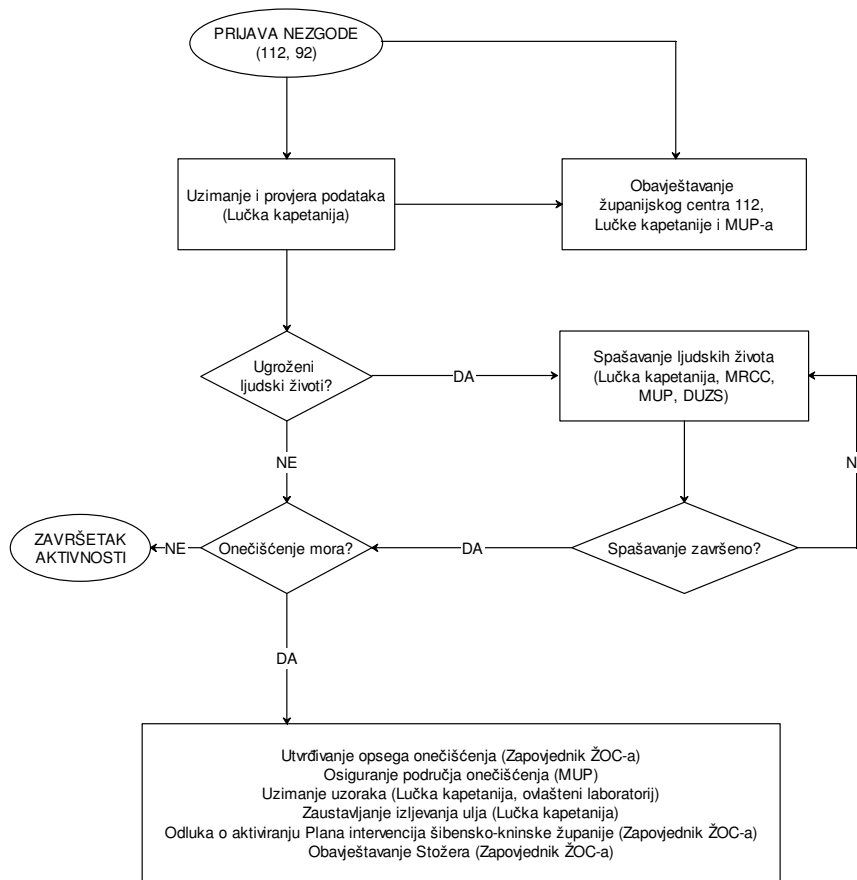 PRIJAVA NEZGODE
(112, 92)
Uzimanje i provjera podataka
(Lučka kapetanija)
Obavještavanje
županijskog centra 112,
Lučke kapetanije i MUP-a
Ugroženi
ljudski životi?
DA
Spašavanje ljudskih života
(Lučka kapetanija, MRCC,
MUP, DUZS)
NE
N
ZAVRŠETAK
AKTIVNOSTI
NE
Onečišćenje mora?
DA
Spašavanje završeno?
DA
Utvrđivanje opsega onečišćenja (Zapovjednik ŽOC-a)
Osiguranje područja onečišćenja (MUP)
Uzimanje uzoraka (Lučka kapetanija, ovlašteni laboratorij)
Zaustavljanje izljevanja ulja (Lučka kapetanija)
Odluka o aktiviranju Plana intervencija šibensko-kninske županije (Zapovjednik ŽOC-a)
Obavještavanje Stožera (Zapovjednik ŽOC-a)